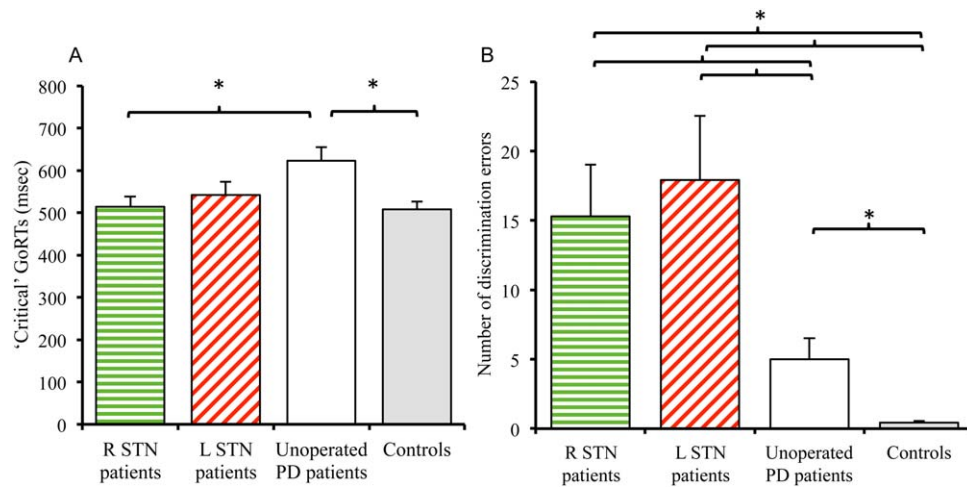 A
'Critical' GoRTs (msec)
800
700
600
500
400
300
200
100
0
*
*
R STN
patients
L STN
patients
Unoperated
PD patients
Controls
B
Number of discrimination errors
25
20
15
10
5
0
*
*
R STN
patients
L STN
patients
Unoperated
PD patients
Controls